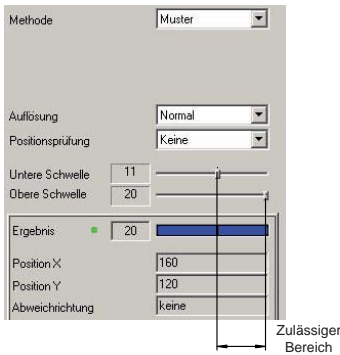 Methode Muster
Auflösung Normal
Positionsprüfung Keine
Untere Schwelle 11
Obere Schwelle 20
Ergebnis 20
Position X 160
Position Y 120
Abweichrichtung keine
Zulässiger
Bereich